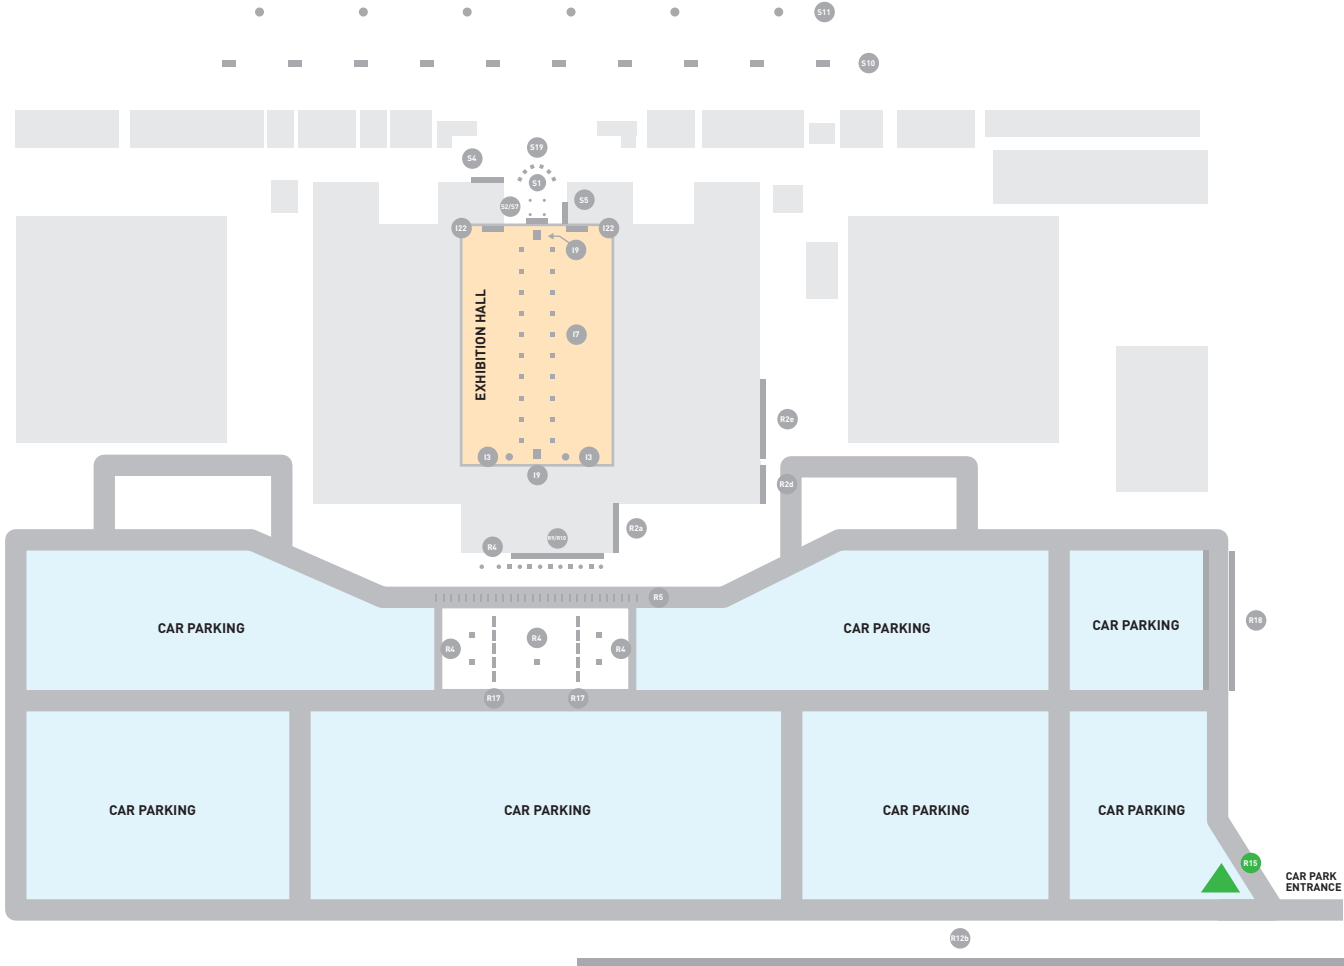 S11
S10
S19
S4
S1
S5
S2/S7
I22
I22
I9
EXHIBITION HALL
I7
R2e
I3
I3
I9
R2d
R2a
R9/R10
R4
R5
CAR PARKING
CAR PARKING
CAR PARKING
R18
R4
R4
R4
R17
R17
CAR PARKING
CAR PARKING
CAR PARKING
CAR PARKING
R15
CAR PARK
ENTRANCE
R12b